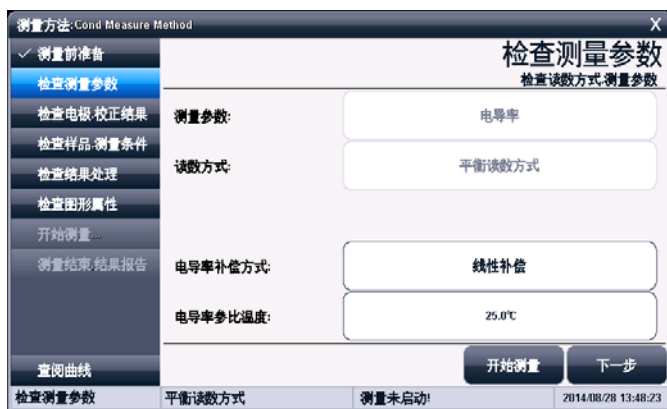 测量方法:Cond Measure Method X
✓ 测量前准备
检查测量参数
检查电极.校正结果
检查样品.测量条件
检查结果处理
检查图形属性
开始测量...
测量结束.结果报告
查阅曲线
检查测量参数
检查读数方式.测量参数
测量参数: 电导率
读数方式: 平衡读数方式
电导率补偿方式: 线性补偿
电导率参比温度: 25.0℃
开始测量 下一步
检查测量参数 平衡读数方式 测量未启动! 2014/08/28 13:48:23